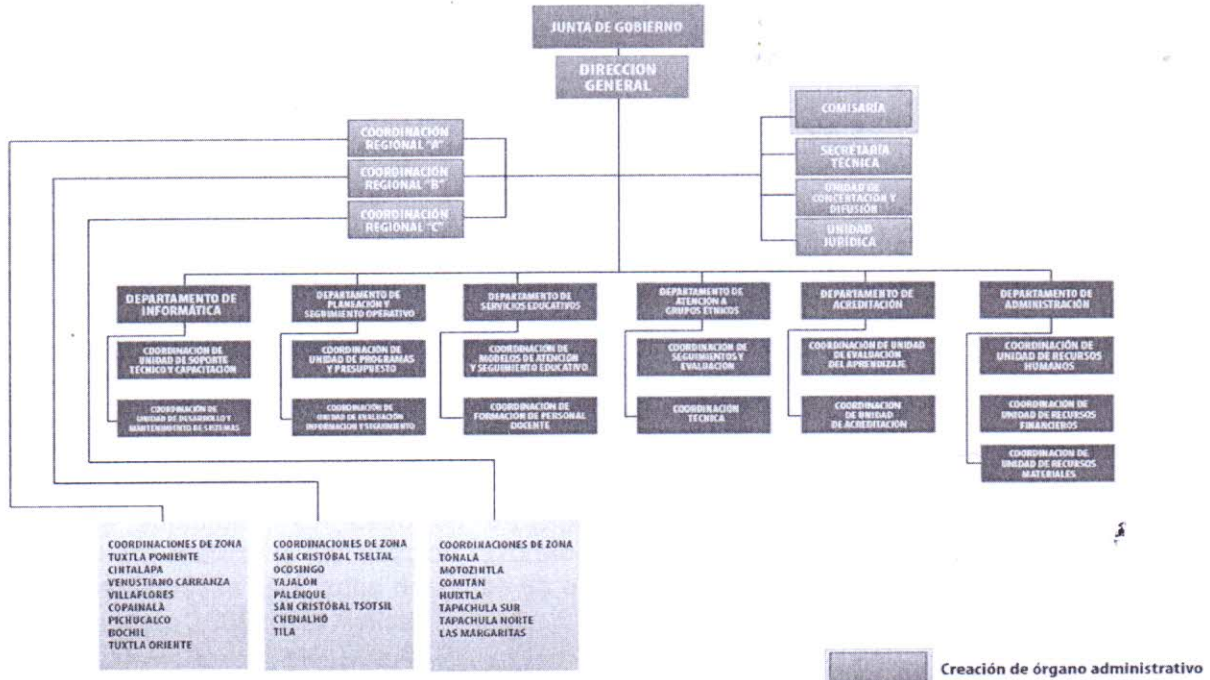 JUNTA DE GOBIERNO
DIRECCION
GENERAL
COMISARÍA
SECRETARÍA
TÉCNICA
UNIDAD DE
CONCERTACIÓN Y
DIFUSIÓN
UNIDAD
JURÍDICA
COORDINACIÓN
REGIONAL "A"
COORDINACIÓN
REGIONAL "B"
COORDINACIÓN
REGIONAL "C"
DEPARTAMENTO DE
INFORMÁTICA
DEPARTAMENTO DE
PLANEACIÓN Y
SEGUIMIENTO OPERATIVO
DEPARTAMENTO DE
SERVICIOS EDUCATIVOS
DEPARTAMENTO DE
ATENCIÓN A
GRUPOS ÉTNICOS
DEPARTAMENTO DE
ACREDITACIÓN
DEPARTAMENTO DE
ADMINISTRACIÓN
COORDINACIÓN DE
UNIDAD DE SOPORTE
TÉCNICO Y CAPACITACIÓN
COORDINACIÓN DE
UNIDAD DE PROGRAMAS
Y PRESUPUESTO
COORDINACIÓN DE
MODELOS DE ATENCIÓN
Y SEGUIMIENTO EDUCATIVO
COORDINACIÓN DE
SEGUIMIENTOS Y
EVALUACIÓN
COORDINACIÓN DE UNIDAD
DE EVALUACIÓN
DEL APRENDIZAJE
COORDINACIÓN DE
UNIDAD DE RECURSOS
HUMANOS
COORDINACIÓN DE
UNIDAD DE DESARROLLO Y
MANTENIMIENTO DE SISTEMAS
COORDINACIÓN DE
UNIDAD DE EVALUACIÓN
INFORMACIÓN Y SEGUIMIENTO
COORDINACIÓN DE
FORMACIÓN DE PERSONAL
DOCENTE
COORDINACIÓN
TÉCNICA
COORDINACIÓN
DE UNIDAD
DE ACREDITACIÓN
COORDINACIÓN DE
UNIDAD DE RECURSOS
FINANCIEROS
COORDINACIÓN DE
UNIDAD DE RECURSOS
MATERIALES
COORDINACIONES DE ZONA
TUXTLA PONIENTE
CINTALAPA
VENUSTIANO CARRANZA
VILLAFLORES
COPAINALÁ
PICHUCALCO
BOCHIL
TUXTLA ORIENTE
COORDINACIONES DE ZONA
SAN CRISTÓBAL TSELTAL
OCOSINGO
YAJALÓN
PALENQUE
SAN CRISTÓBAL TSOTSIL
CHENALHÓ
TILA
COORDINACIONES DE ZONA
TONALÁ
MOTOZINTLA
COMITÁN
HUIXTLA
TAPACHULA SUR
TAPACHULA NORTE
LAS MARGARITAS
Creación de órgano administrativo